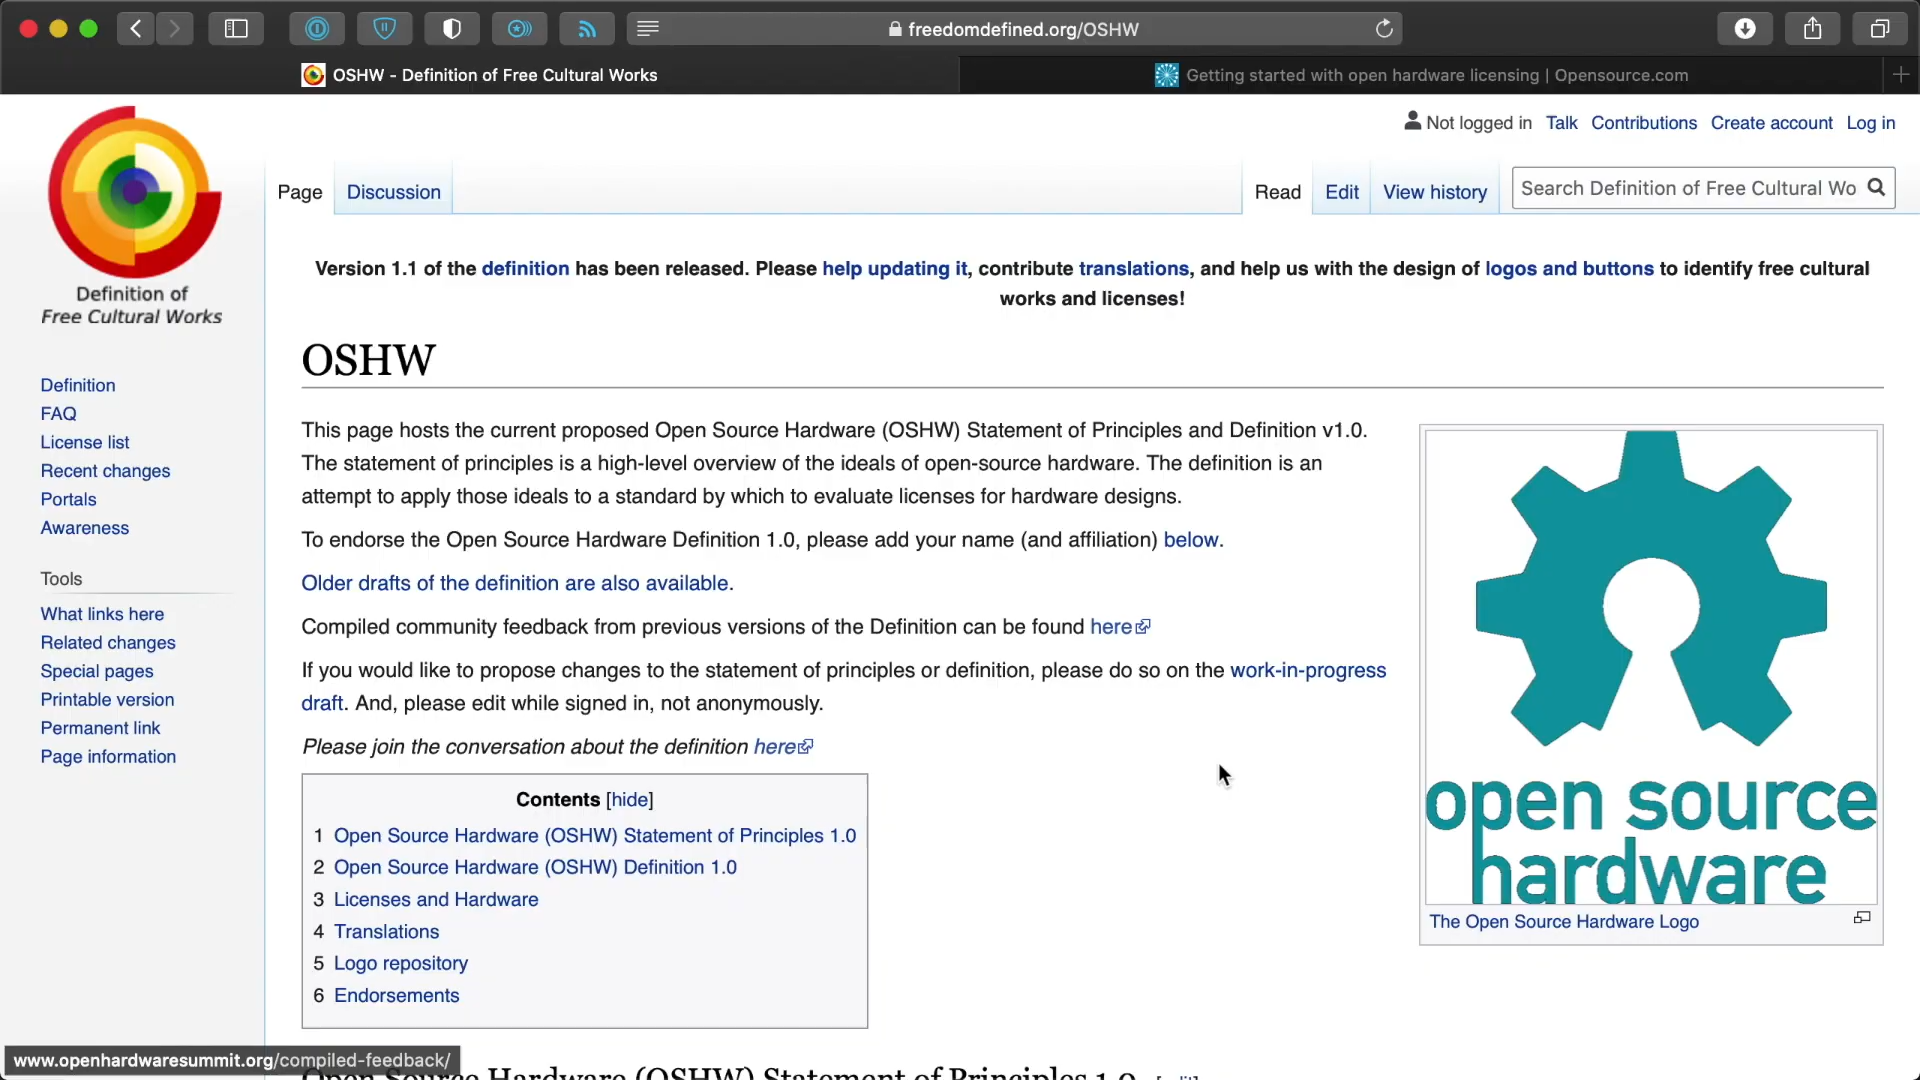 freedomdefined.org/OSHW
OSHW - Definition of Free Cultural Works
Getting started with open hardware licensing | Opensource.com
Not logged in Talk Contributions Create account Log in
Page Discussion Read Edit View history Search Definition of Free Cultural Wo
Definition of
Free Cultural Works
Version 1.1 of the definition has been released. Please help updating it, contribute translations, and help us with the design of logos and buttons to identify free cultural
works and licenses!
Definition
FAQ
License list
Recent changes
Portals
Awareness
Tools
What links here
Related changes
Special pages
Printable version
Permanent link
Page information
OSHW
This page hosts the current proposed Open Source Hardware (OSHW) Statement of Principles and Definition v1.0.
The statement of principles is a high-level overview of the ideals of open-source hardware. The definition is an
attempt to apply those ideals to a standard by which to evaluate licenses for hardware designs.
To endorse the Open Source Hardware Definition 1.0, please add your name (and affiliation) below.
Older drafts of the definition are also available.
Compiled community feedback from previous versions of the Definition can be found here
If you would like to propose changes to the statement of principles or definition, please do so on the work-in-progress
draft. And, please edit while signed in, not anonymously.
Please join the conversation about the definition here
Contents [hide]
1 Open Source Hardware (OSHW) Statement of Principles 1.0
2 Open Source Hardware (OSHW) Definition 1.0
3 Licenses and Hardware
4 Translations
5 Logo repository
6 Endorsements
open source
hardware
The Open Source Hardware Logo
www.openhardwaresummit.org/compiled-feedback/
Open Source Hardware (OSHW) Statement of Principles 1.0 [edit]